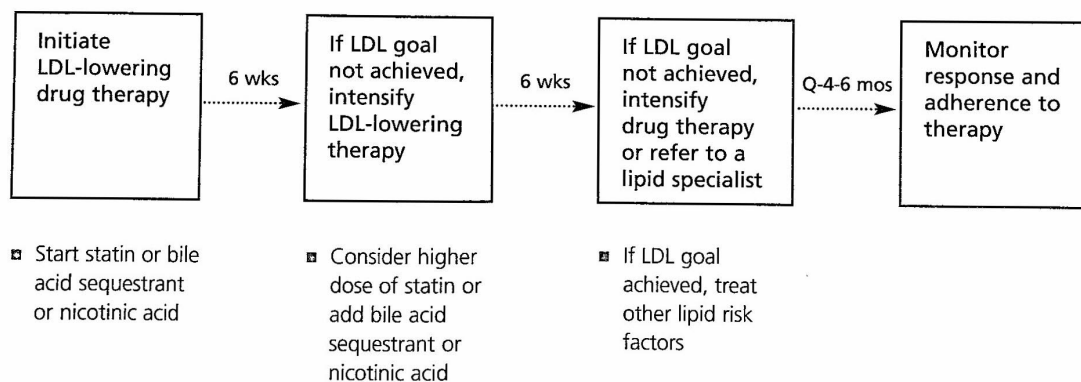 Initiate
LDL-lowering
drug therapy
6 wks
If LDL goal
not achieved,
intensify
LDL-lowering
therapy
6 wks
If LDL goal
not achieved,
intensify
drug therapy
or refer to a
lipid specialist
Q-4-6 mos
Monitor
response and
adherence to
therapy
Start statin or bile
acid sequestrant
or nicotinic acid
Consider higher
dose of statin or
add bile acid
sequestrant or
nicotinic acid
If LDL goal
achieved, treat
other lipid risk
factors